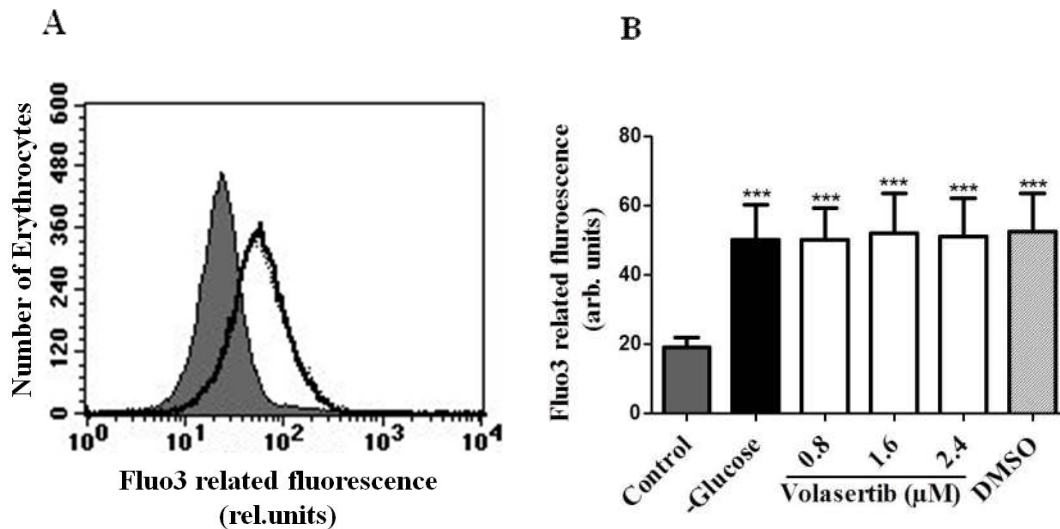 A
Number of Erythrocytes
600
480
360
240
120
0
10^0 10^1 10^2 10^3 10^4
Fluo3 related fluorescence
(rel.units)
B
Fluo3 related fluroescence
(arb. units)
80
60
40
20
0
*** *** *** *** ***
Control -Glucose 0.8 1.6 2.4 DMSO
Volasertib (µM)